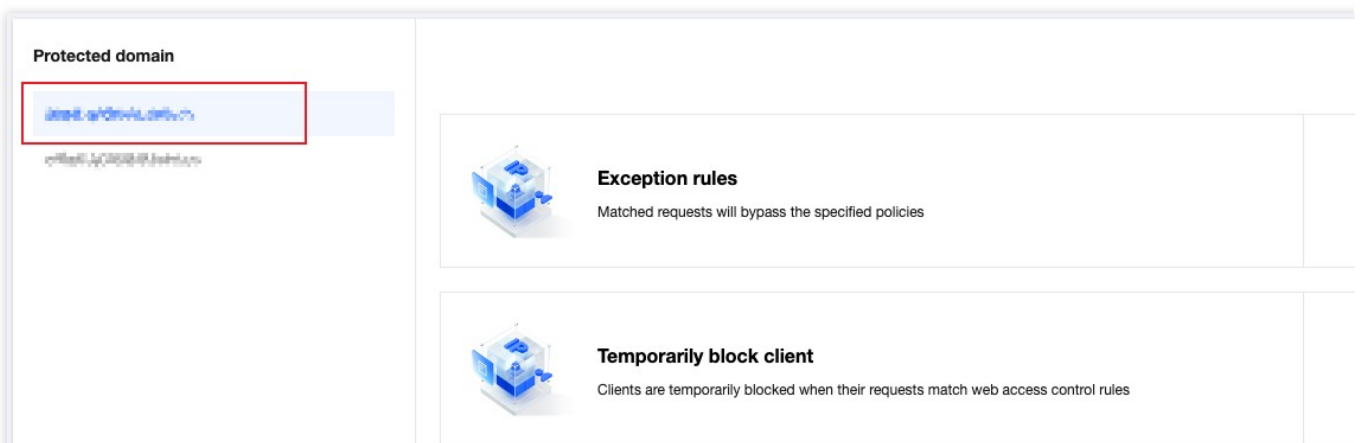 Protected domain
Exception rules
Matched requests will bypass the specified policies
Temporarily block client
Clients are temporarily blocked when their requests match web access control rules